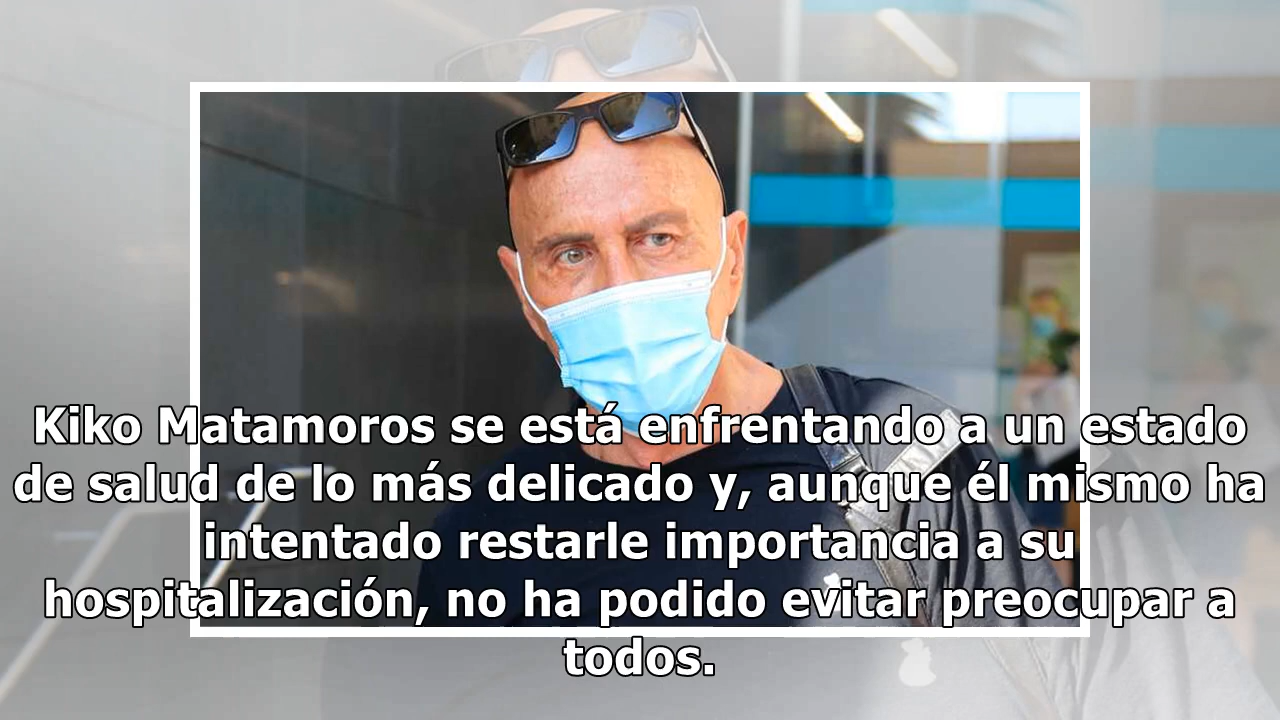 Kiko Matamoros se está enfrentando a un estado
de salud de lo más delicado y, aunque él mismo ha
intentado restarle importancia a su
hospitalización, no ha podido evitar preocupar a
todos.